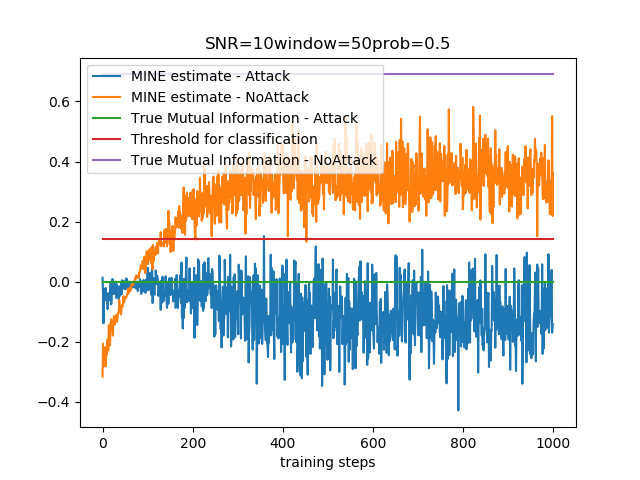 SNR=10window=50prob=0.5
MINE estimate - Attack
MINE estimate - NoAttack
True Mutual Information - Attack
Threshold for classification
True Mutual Information - NoAttack
0.6
0.4
0.2
0.0
−0.2
−0.4
0 200 400 600 800 1000
training steps